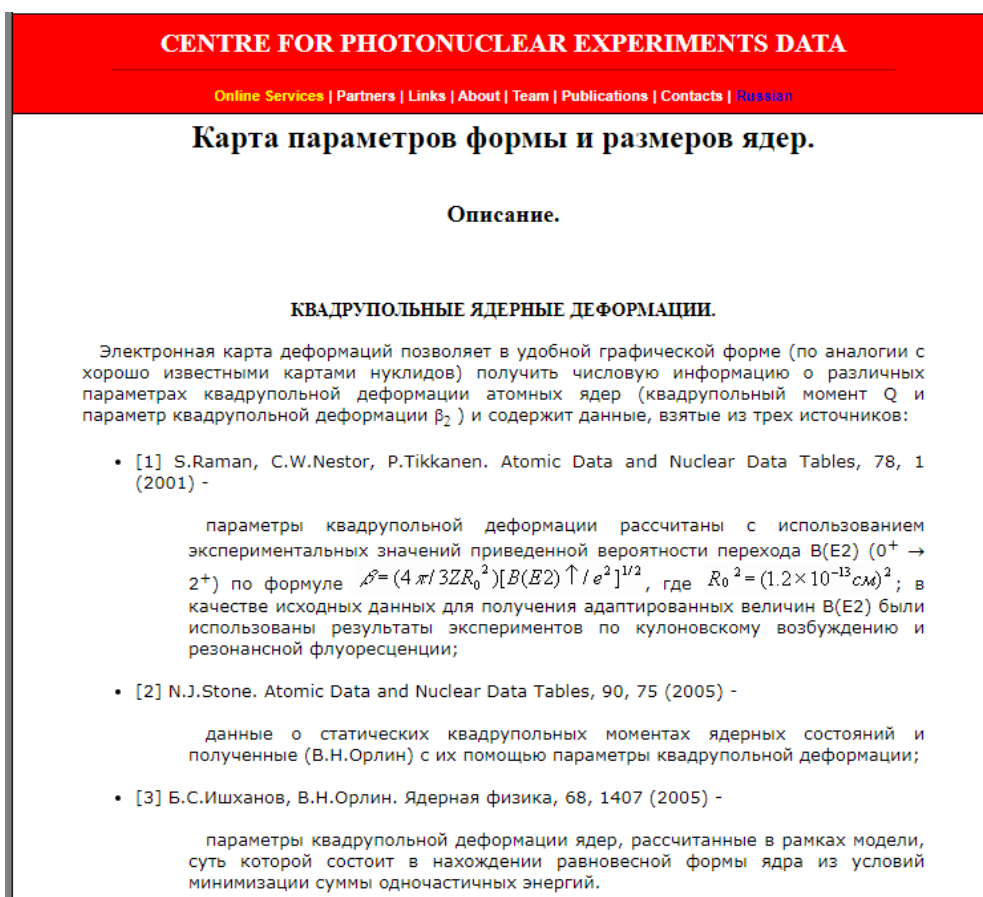 CENTRE FOR PHOTONUCLEAR EXPERIMENTS DATA
Online Services | Partners | Links | About | Team | Publications | Contacts | Russian
Карта параметров формы и размеров ядер.
Описание.
КВАДРУПОЛЬНЫЕ ЯДЕРНЫЕ ДЕФОРМАЦИИ.
Электронная карта деформаций позволяет в удобной графической форме (по аналогии с
хорошо известными картами нуклидов) получить числовую информацию о различных
параметрах квадрупольной деформации атомных ядер (квадрупольный момент Q и
параметр квадрупольной деформации β₂ ) и содержит данные, взятые из трех источников:
• [1] S.Raman, C.W.Nestor, P.Tikkanen. Atomic Data and Nuclear Data Tables, 78, 1
(2001) -
параметры квадрупольной деформации рассчитаны с использованием
экспериментальных значений приведенной вероятности перехода B(E2) (0⁺ →
2⁺) по формуле β=(4π/3ZR₀²)[B(E2)↑/e²]^1/2, где R₀²=(1.2×10⁻¹³см)²; в
качестве исходных данных для получения адаптированных величин B(E2) были
использованы результаты экспериментов по кулоновскому возбуждению и
резонансной флуоресценции;
• [2] N.J.Stone. Atomic Data and Nuclear Data Tables, 90, 75 (2005) -
данные о статических квадрупольных моментах ядерных состояний и
полученные (В.Н.Орлин) с их помощью параметры квадрупольной деформации;
• [3] Б.С.Ишханов, В.Н.Орлин. Ядерная физика, 68, 1407 (2005) -
параметры квадрупольной деформации ядер, рассчитанные в рамках модели,
суть которой состоит в нахождении равновесной формы ядра из условий
минимизации суммы одночастичных энергий.